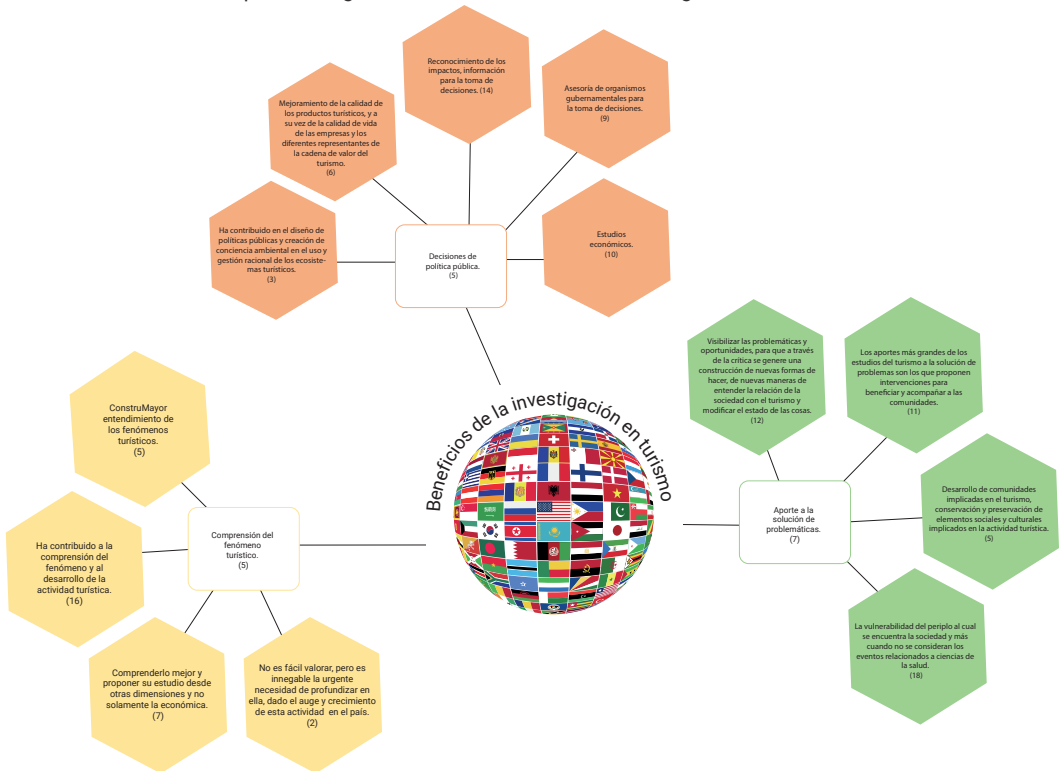 Reconocimiento de los
impactos, información
para la toma de
decisiones. (14)
Asesoría de organismos
gubernamentales para
la toma de decisiones.
(9)
Mejoramiento de la calidad de
los productos turísticos, y a
su vez de la calidad de vida
de las empresas y los
diferentes representantes de
la cadena de valor del
turismo.
(6)
Ha contribuido en el diseño de
políticas públicas y creación de
conciencia ambiental en el uso y
gestión racional de los ecosiste-
mas turísticos.
(3)
Decisiones de
política pública.
(5)
Estudios
económicos.
(10)
Beneficios de la investigación en turismo
Visibilizar las problemáticas y
oportunidades, para que a través
de la crítica se genere una
construcción de nuevas formas de
hacer, de nuevas maneras de
entender la relación de la
sociedad con el turismo y
modificar el estado de las cosas.
(12)
Los aportes más grandes de los
estudios del turismo a la solución de
problemas son los que proponen
intervenciones para
beneficiar y acompañar a las
comunidades.
(11)
Aporte a la
solución de
problemáticas.
(7)
Desarrollo de comunidades
implicadas en el turismo,
conservación y preservación de
elementos sociales y culturales
implicados en la actividad turística.
(5)
La vulnerabilidad del periplo al cual
se encuentra la sociedad y más
cuando no se consideran los
eventos relacionados a ciencias de
la salud.
(18)
ConstruMayor
entendimiento de
los fenómenos
turísticos.
(5)
Comprensión del
fenómeno
turístico.
(5)
Ha contribuido a la
comprensión del
fenómeno y al
desarrollo de la
actividad turística.
(16)
Comprenderlo mejor y
proponer su estudio desde
otras dimensiones y no
solamente la económica.
(7)
No es fácil valorar, pero es
innegable la urgente
necesidad de profundizar en
ella, dado el auge y crecimiento
de esta actividad en el país.
(2)